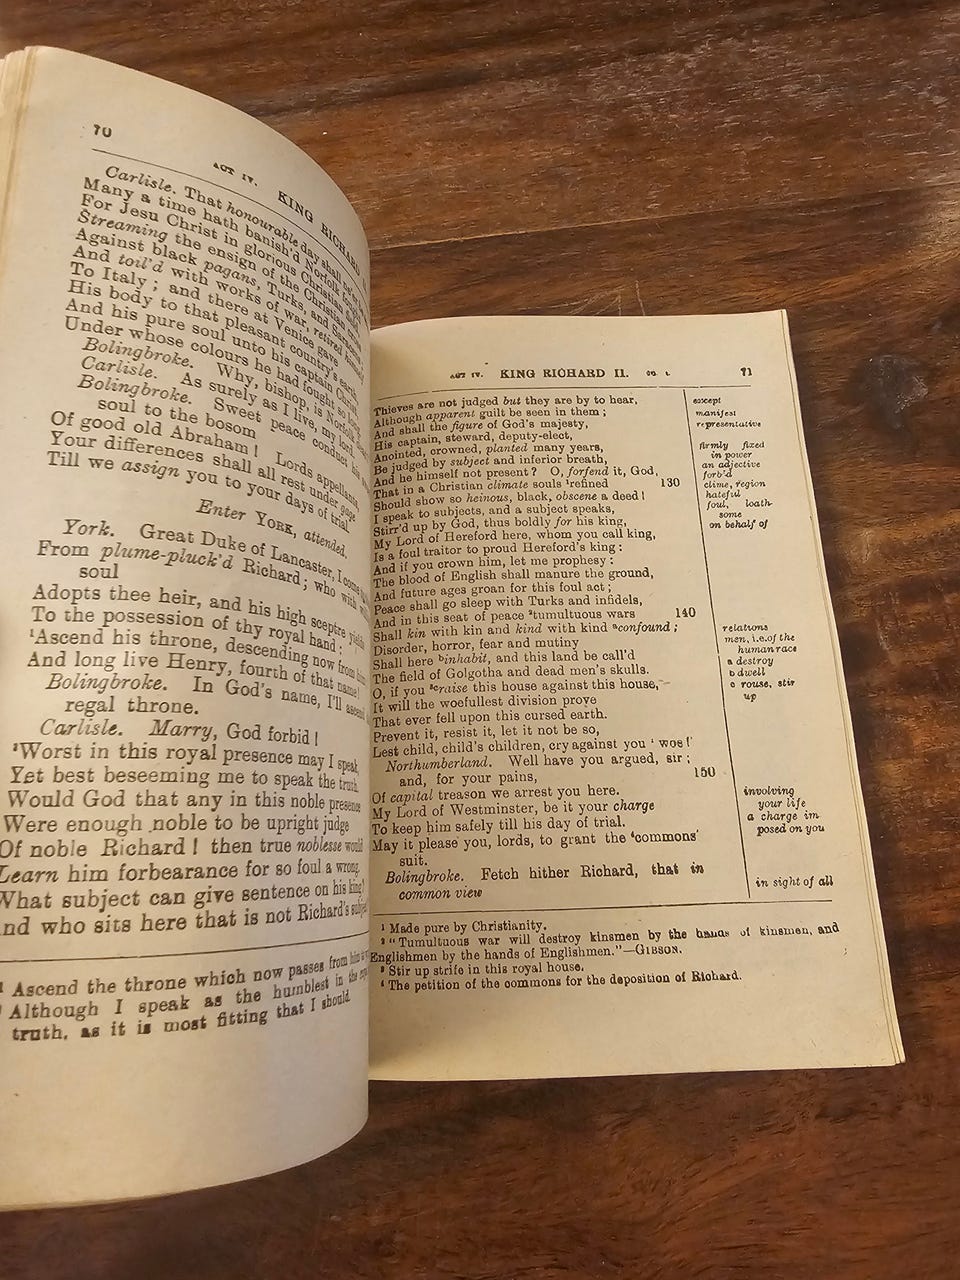 70
ACT IV. KING RICHARD
Carlisle. That honourable day shall
Many a time hath banish'd Norfolk
For Jesu Christ in glorious Christian
Streaming the ensign of the Christian
Against black pagans, Turks, and
And toil'd with works of war, retired
To Italy ; and there at Venice gave
His body to that pleasant country's earth,
And his pure soul unto his captain Christ,
Under whose colours he had fought so long.
Bolingbroke. Why, bishop, is Norfolk
Carlisle. As surely as I live, my lord.
Bolingbroke. Sweet peace conduct his
soul to the bosom
Of good old Abraham ! Lords appellants,
Your differences shall all rest under gage
Till we assign you to your days of trial.
Enter YORK, attended.
York. Great Duke of Lancaster, I come
From plume-pluck'd Richard ; who with
soul
Adopts thee heir, and his high sceptre yields
To the possession of thy royal hand :
¹Ascend his throne, descending now from him
And long live Henry, fourth of that name !
Bolingbroke. In God's name, I'll ascend
regal throne.
Carlisle. Marry, God forbid !
²Worst in this royal presence may I speak,
Yet best beseeming me to speak the truth.
Would God that any in this noble presence
Were enough noble to be upright judge
Of noble Richard ! then true noblesse would
Learn him forbearance for so foul a wrong.
What subject can give sentence on his king?
And who sits here that is not Richard's
¹ Ascend the throne which now passes from him
Although I speak as the humblest in the
truth, as it is most fitting that I should.
ACT IV. KING RICHARD II. SC. I. 71
Thieves are not judged but they are by to hear, except
Although apparent guilt be seen in them ; manifest
And shall the figure of God's majesty, representative
His captain, steward, deputy-elect,
Anointed, crowned, planted many years, firmly fixed in power
Be judged by subject and inferior breath, an adjective
And he himself not present ? O, forfend it, God, forb'd
That in a Christian climate souls ¹refined 130 clime, region
Should show so heinous, black, obscene a deed ! hateful
I speak to subjects, and a subject speaks, foul, loath-some
Stirr'd up by God, thus boldly for his king, on behalf of
My Lord of Hereford here, whom you call king,
Is a foul traitor to proud Hereford's king :
And if you crown him, let me prophesy :
The blood of English shall manure the ground,
And future ages groan for this foul act ;
Peace shall go sleep with Turks and infidels,
And in this seat of peace ²tumultuous wars 140
Shall kin with kin and kind with kind ᵃconfound ; relations
Disorder, horror, fear and mutiny men, i.e. of the human race
Shall here ᵇinhabit, and this land be call'd a destroy
The field of Golgotha and dead men's skulls. b dwell
O, if you ³ᶜraise this house against this house, c rouse, stir up
It will the woefullest division prove
That ever fell upon this cursed earth.
Prevent it, resist it, let it not be so,
Lest child, child's children, cry against you ' woe !'
Northumberland. Well have you argued, sir ;
and, for your pains, 150
Of capital treason we arrest you here. involving your life
My Lord of Westminster, be it your charge a charge im
To keep him safely till his day of trial. posed on you
May it please you, lords, to grant the ⁴commons'
suit.
Bolingbroke. Fetch hither Richard, that in
common view in sight of all
¹ Made pure by Christianity.
² "Tumultuous war will destroy kinsmen by the hands of kinsmen, and
Englishmen by the hands of Englishmen."—GIBSON.
³ Stir up strife in this royal house.
⁴ The petition of the commons for the deposition of Richard.